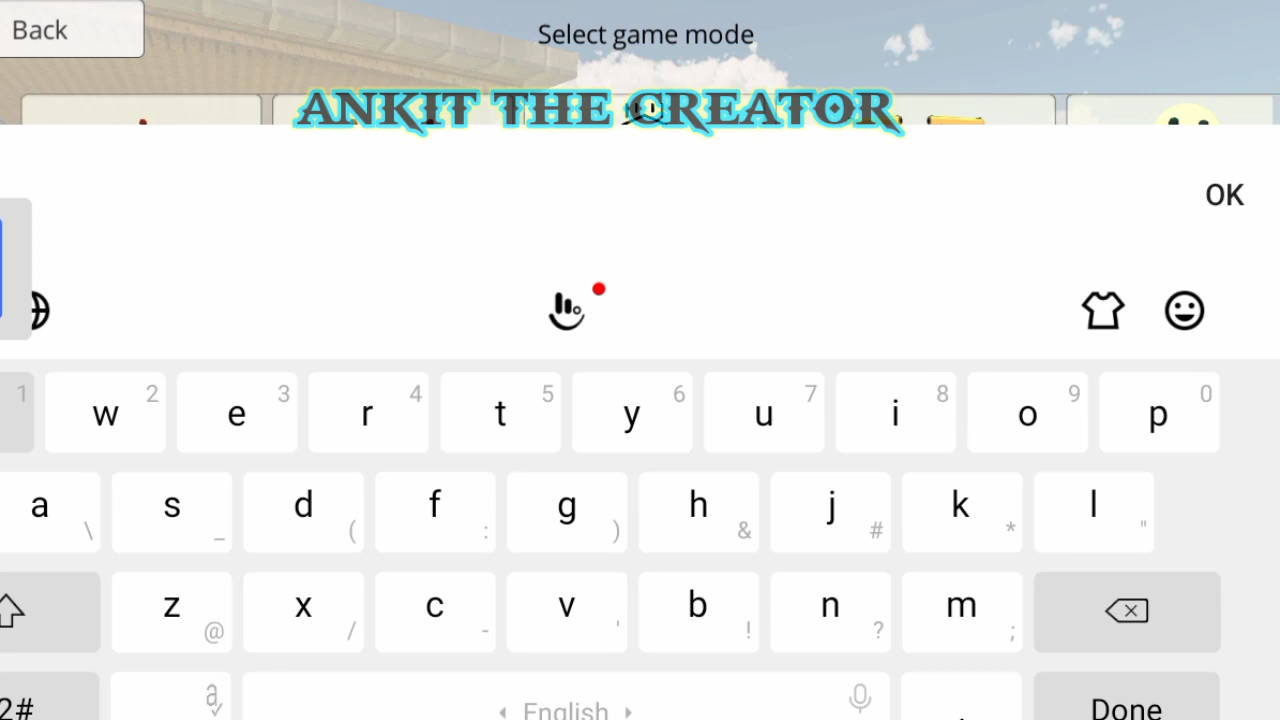 Back
Select game mode
ANKIT THE CREATOR
OK
1 w 2 e 3 r 4 t 5 y 6 u 7 i 8 o 9 p 0
a \ s _ d ( f : g ) h & j # k * l "
z @ x / c - v ' b ! n ? m ;
2# a English . Done